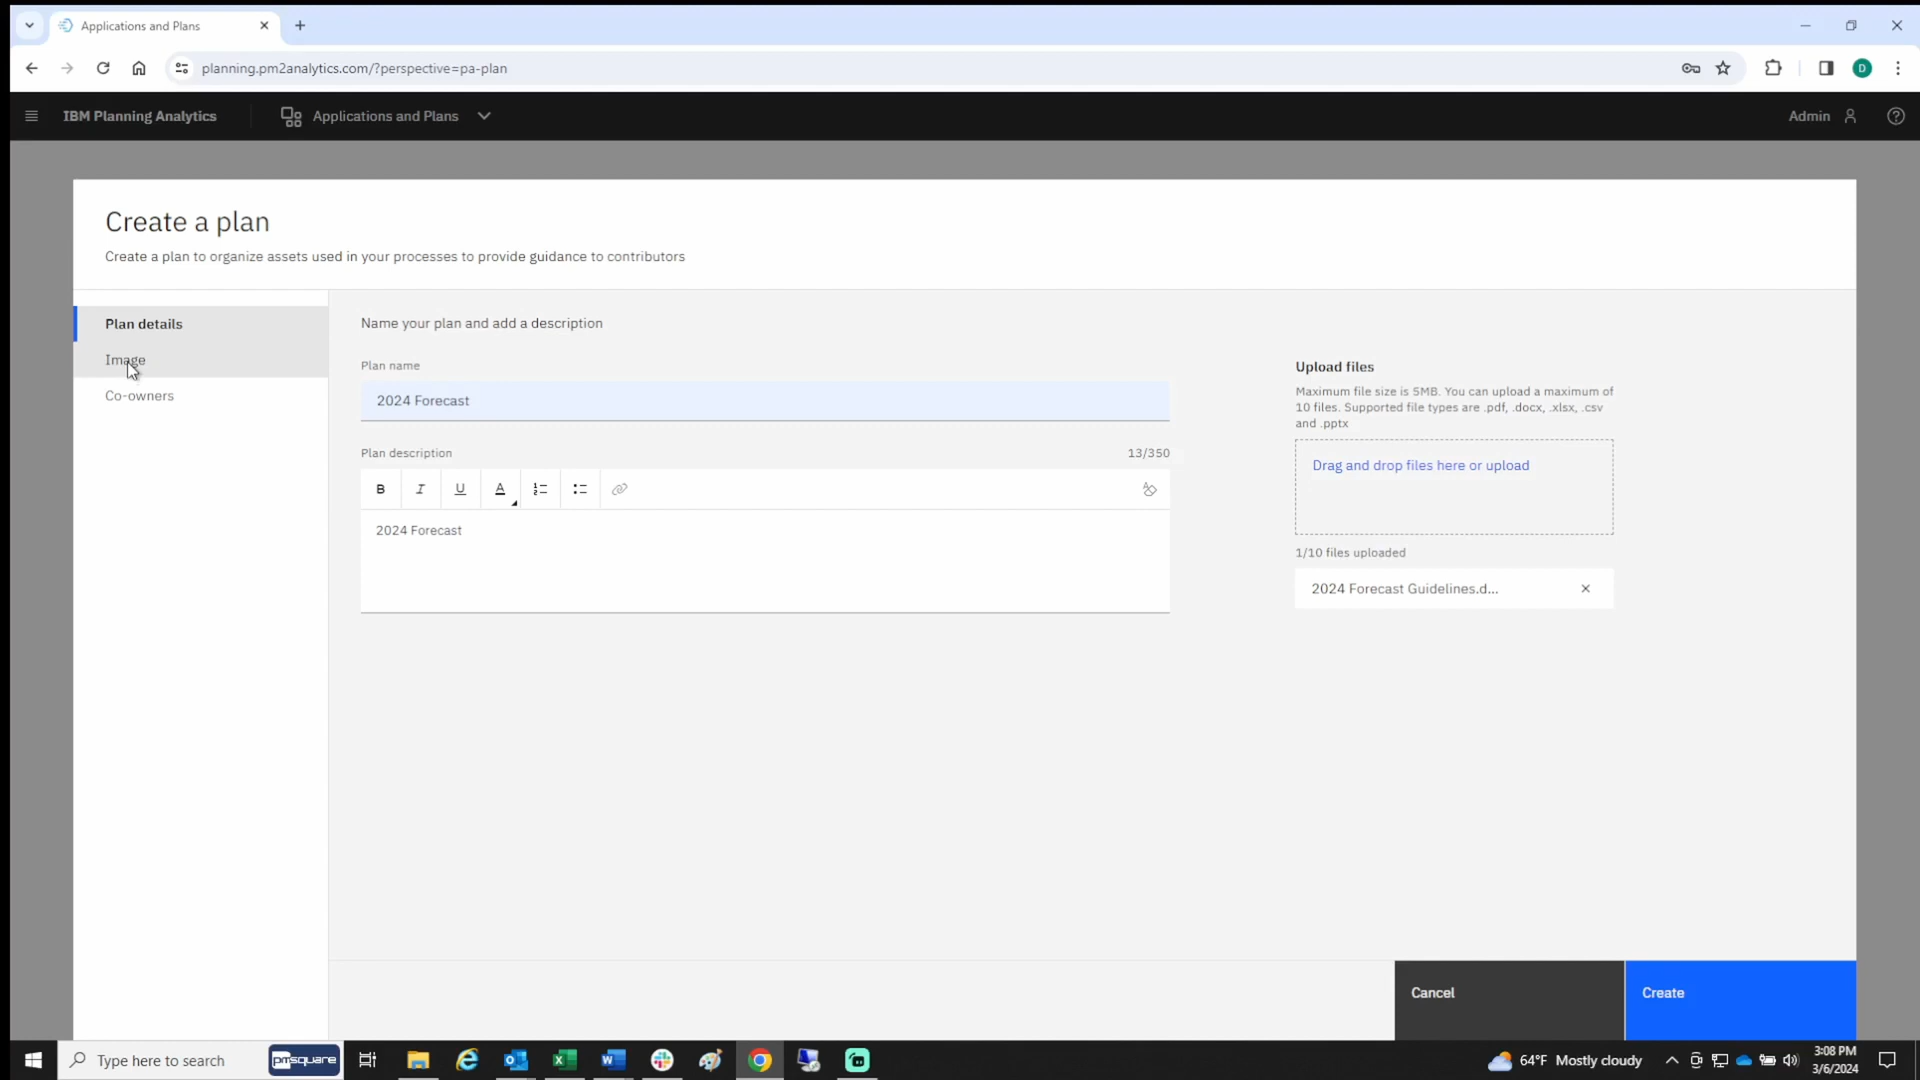 Applications and Plans
planning.pm2analytics.com/?perspective=pa-plan
D
IBM Planning Analytics
Applications and Plans
Admin
Create a plan
Create a plan to organize assets used in your processes to provide guidance to contributors
Plan details
Image
Co-owners
Name your plan and add a description
Plan name
2024 Forecast
Plan description
13/350
B
I
U
A
2024 Forecast
Upload files
Maximum file size is 5MB. You can upload a maximum of
10 files. Supported file types are .pdf, .docx, .xlsx, .csv
and .pptx
Drag and drop files here or upload
1/10 files uploaded
2024 Forecast Guidelines.d...
Cancel
Create
Type here to search
pmsquare
64°F Mostly cloudy
3:08 PM
3/6/2024